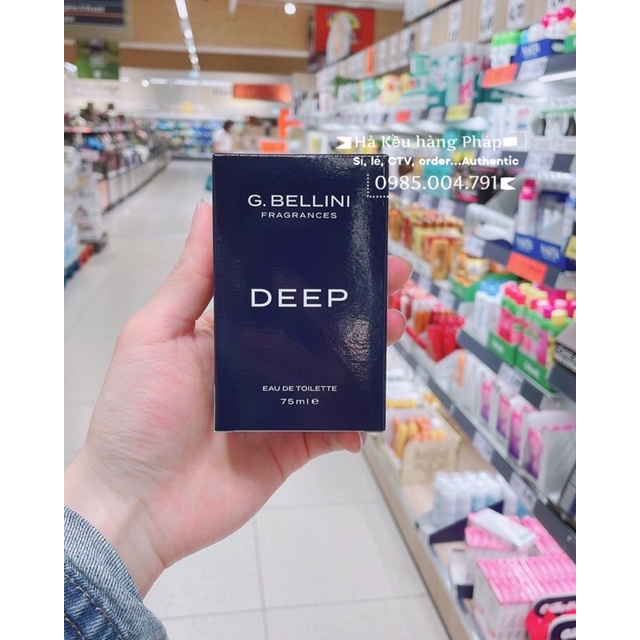 Hà Kều hàng Pháp
Sỉ, lẻ, CTV, order...Authentic
0985.004.791
G. BELLINI
FRAGRANCES
DEEP
EAU DE TOILETTE
75ml e